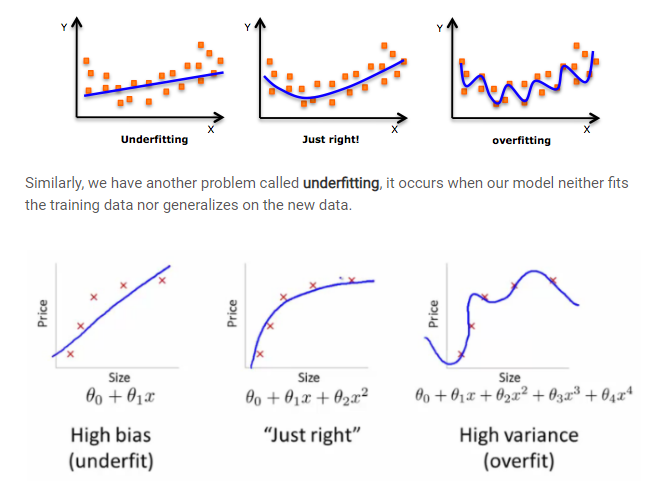 Y
Y
Y
X
X
X
Underfitting
Just right!
overfitting
Similarly, we have another problem called underfitting, it occurs when our model neither fits
the training data nor generalizes on the new data.
Price
Price
Price
Size
Size
Size
θ₀ + θ₁x
θ₀ + θ₁x + θ₂x²
θ₀ + θ₁x + θ₂x² + θ₃x³ + θ₄x⁴
High bias
(underfit)
“Just right”
High variance
(overfit)